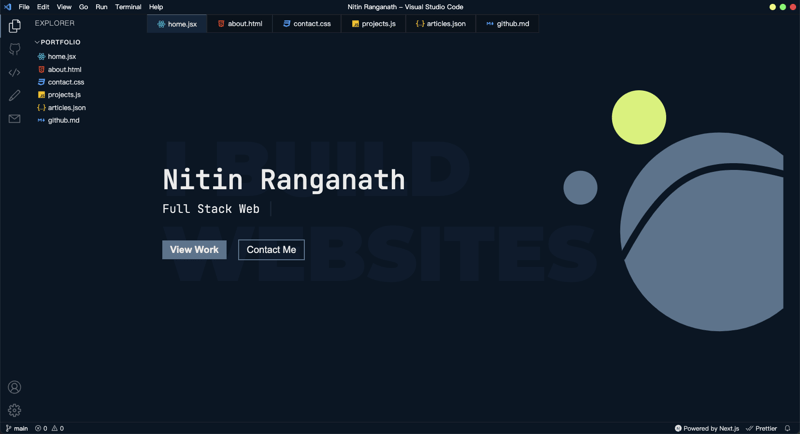 File Edit View Go Run Terminal Help
Nitin Ranganath – Visual Studio Code
EXPLORER
home.jsx
about.html
contact.css
projects.js
articles.json
github.md
PORTFOLIO
home.jsx
about.html
contact.css
projects.js
articles.json
github.md
I BUILD
WEBSITES
Nitin Ranganath
Full Stack Web
View Work
Contact Me
main 0 0
Powered by Next.js Prettier